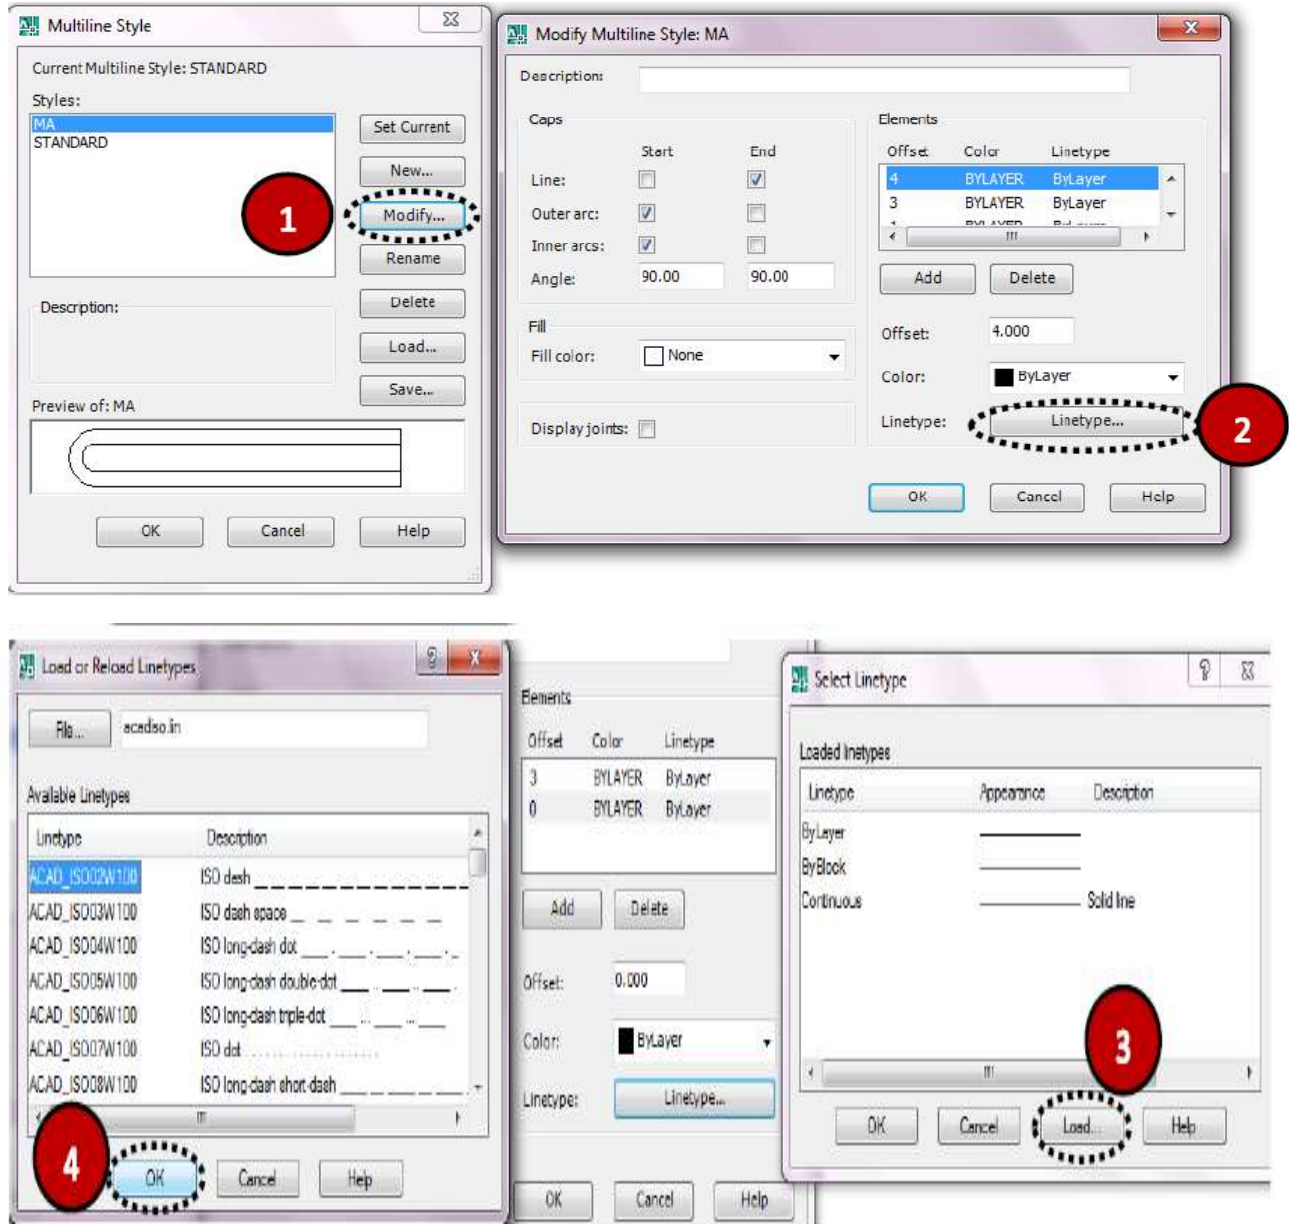 Multiline Style
Current Multiline Style: STANDARD
Styles:
MA
STANDARD
Set Current
New...
Modify...
Rename
Delete
Load...
Save...
1
Description:
Preview of: MA
OK Cancel Help
Modify Multiline Style: MA
Description:
Caps
Start End
Line:
Outer arc:
Inner arcs:
Angle: 90.00 90.00
Fill
Fill color: None
Display joints:
Elements
Offset Color Linetype
4 BYLAYER ByLayer
3 BYLAYER ByLayer
Add Delete
Offset: 4.000
Color: ByLayer
Linetype: Linetype...
2
OK Cancel Help
Load or Reload Linetypes
File... acadiso.lin
Available Linetypes
Linetype Description
ACAD_ISO02W100 ISO dash
ACAD_ISO03W100 ISO dash space
ACAD_ISO04W100 ISO long-dash dot
ACAD_ISO05W100 ISO long-dash double-dot
ACAD_ISO06W100 ISO long-dash triple-dot
ACAD_ISO07W100 ISO dot
ACAD_ISO08W100 ISO long-dash short-dash
4
OK Cancel Help
Elements
Offset Color Linetype
3 BYLAYER ByLayer
0 BYLAYER ByLayer
Add Delete
Offset: 0.000
Color: ByLayer
Linetype: Linetype...
OK Cancel Help
Select Linetype
Loaded linetypes
Linetype Appearance Description
ByLayer
ByBlock
Continuous Solid line
3
OK Cancel Load... Help